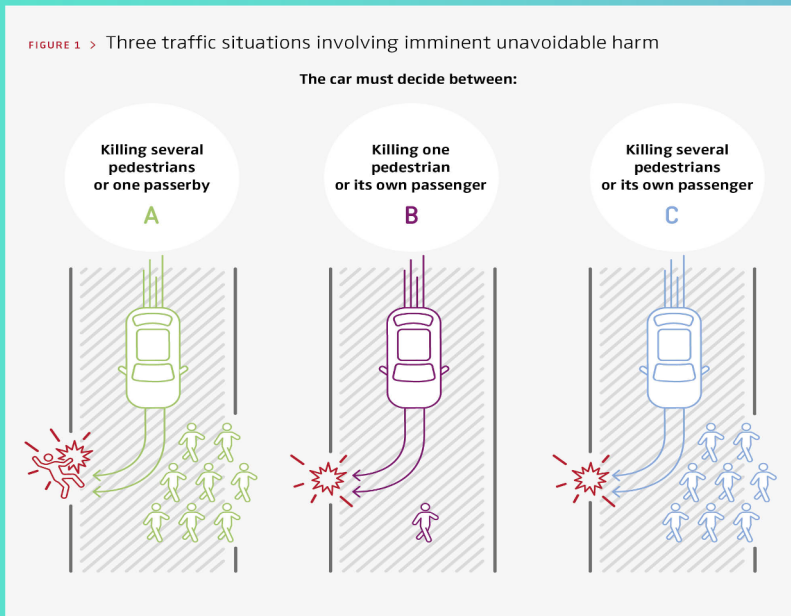 FIGURE 1 > Three traffic situations involving imminent unavoidable harm
The car must decide between:
Killing several
pedestrians
or one passerby
A
Killing one
pedestrian
or its own passenger
B
Killing several
pedestrians
or its own passenger
C